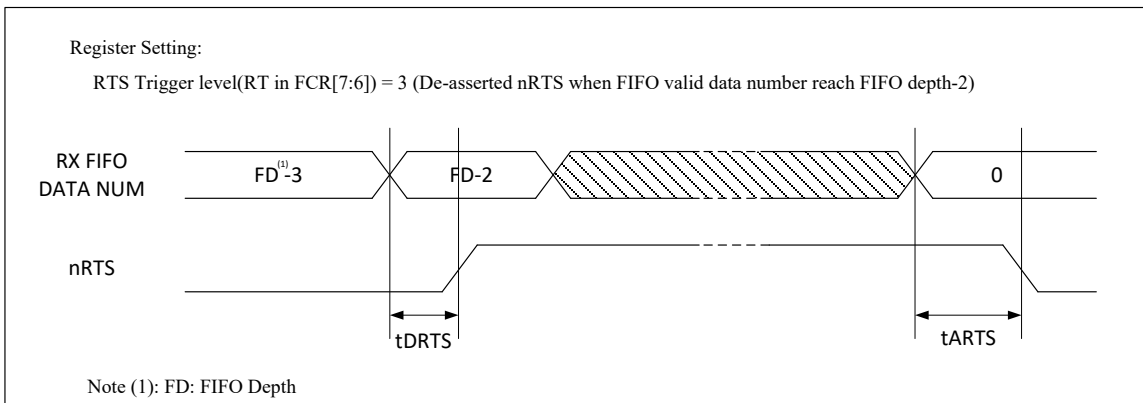 Register Setting:
RTS Trigger level(RT in FCR[7:6]) = 3 (De-asserted nRTS when FIFO valid data number reach FIFO depth-2)
RX FIFO
DATA NUM
FD(1)-3
FD-2
0
nRTS
tDRTS
tARTS
Note (1): FD: FIFO Depth